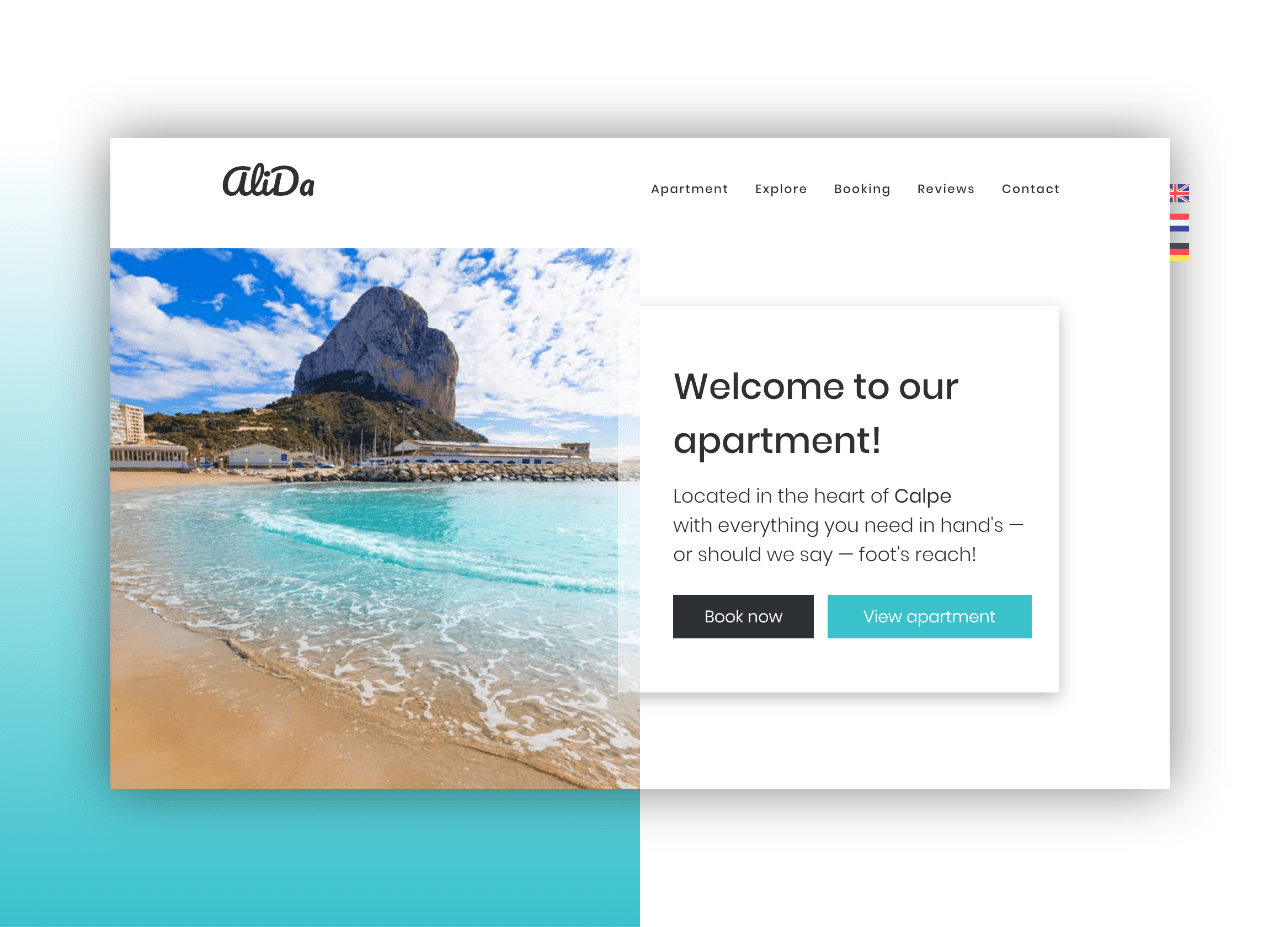 AliDa
Apartment Explore Booking Reviews Contact
Welcome to our
apartment!
Located in the heart of Calpe
with everything you need in hand's —
or should we say — foot's reach!
Book now View apartment